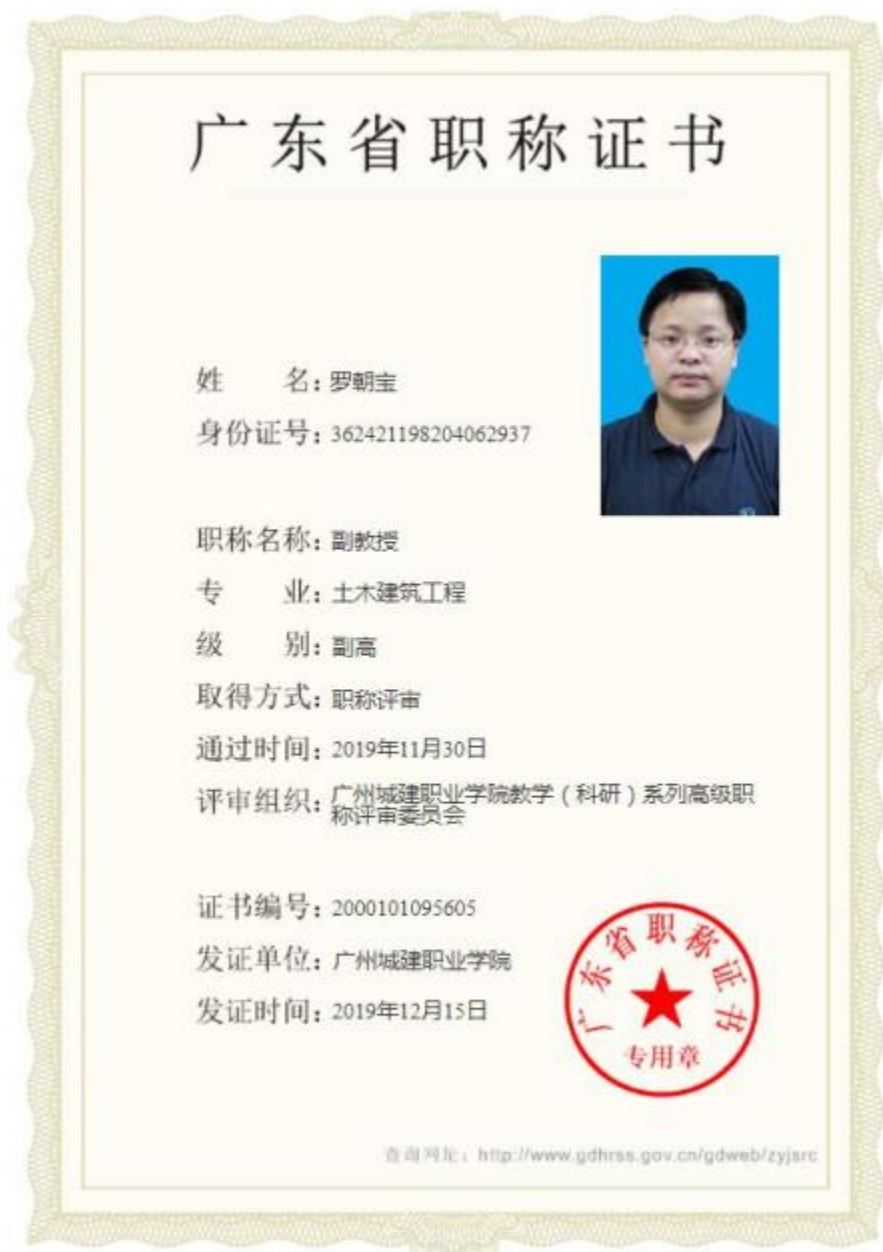 广东省职称证书
姓 名：罗朝宝
身份证号：362421198204062937
职称名称：副教授
专 业：土木建筑工程
级 别：副高
取得方式：职称评审
通过时间：2019年11月30日
评审组织：广州城建职业学院教学（科研）系列高级职
称评审委员会
证书编号：2000101095605
发证单位：广州城建职业学院
发证时间：2019年12月15日
广东省职称证书
专用章
查询网址：http://www.gdhrss.gov.cn/gdweb/zyjsrc